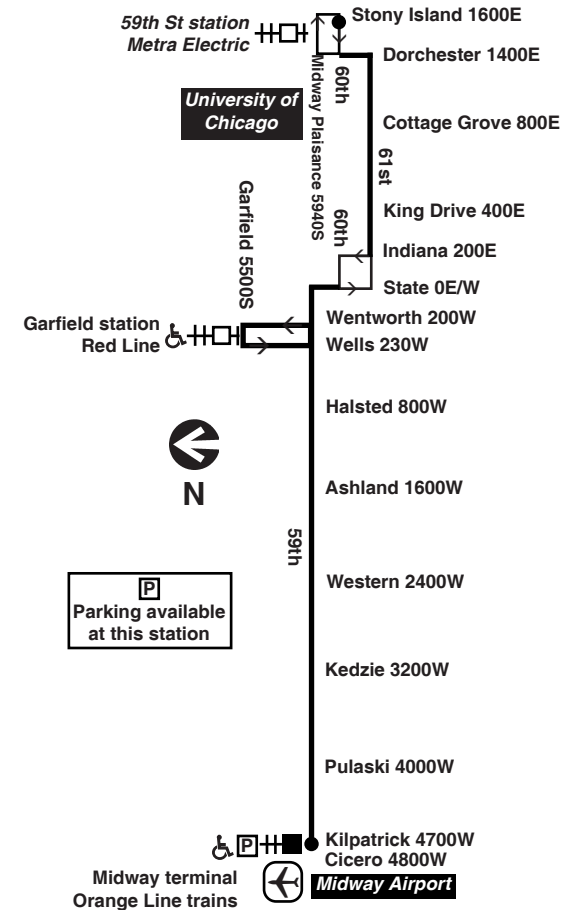 59th St station
Metra Electric
Stony Island 1600E
Dorchester 1400E
60th
Midway Plaisance 5940S
University of
Chicago
Cottage Grove 800E
61st
King Drive 400E
60th
Garfield 5500S
Indiana 200E
State 0E/W
Garfield station
Red Line
Wentworth 200W
Wells 230W
Halsted 800W
N
Ashland 1600W
59th
P
Parking available
at this station
Western 2400W
Kedzie 3200W
Pulaski 4000W
P
Kilpatrick 4700W
Cicero 4800W
Midway terminal
Orange Line trains
Midway Airport